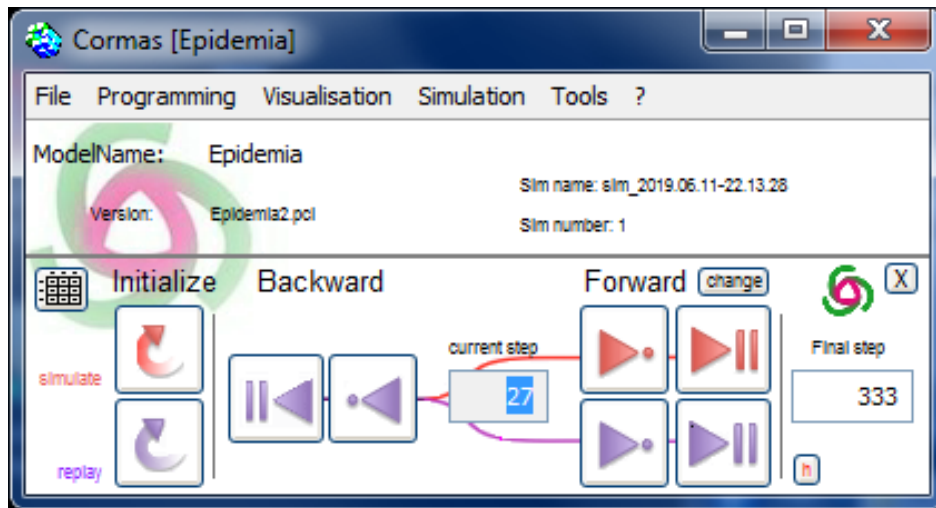 Cormas [Epidemia]
File Programming Visualisation Simulation Tools ?
ModelName: Epidemia
Sim name: sim_2019.06.11-22.13.28
Version: Epidemia2.pcl
Sim number: 1
Initialize Backward Forward change X
current step Final step
simulate
27 333
replay h